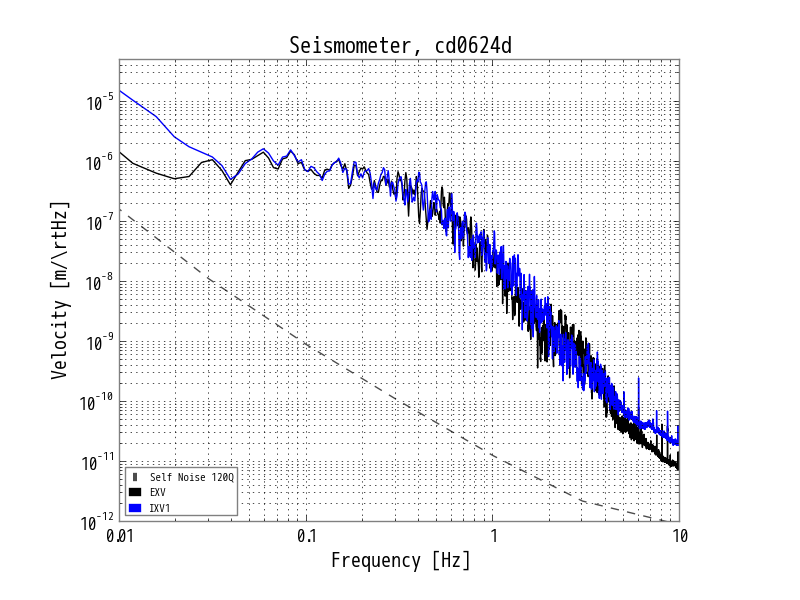 Seismometer, cd0624d
Velocity [m/\rtHz]
10^-5
10^-6
10^-7
10^-8
10^-9
10^-10
10^-11
10^-12
Self Noise 120Q
EXV
IXV1
0.01 0.1 1 10
Frequency [Hz]